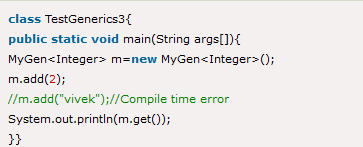 class TestGenerics3{
public static void main(String args[]){
MyGen<Integer> m=new MyGen<Integer>();
m.add(2);
//m.add("vivek");//Compile time error
System.out.println(m.get());
}}